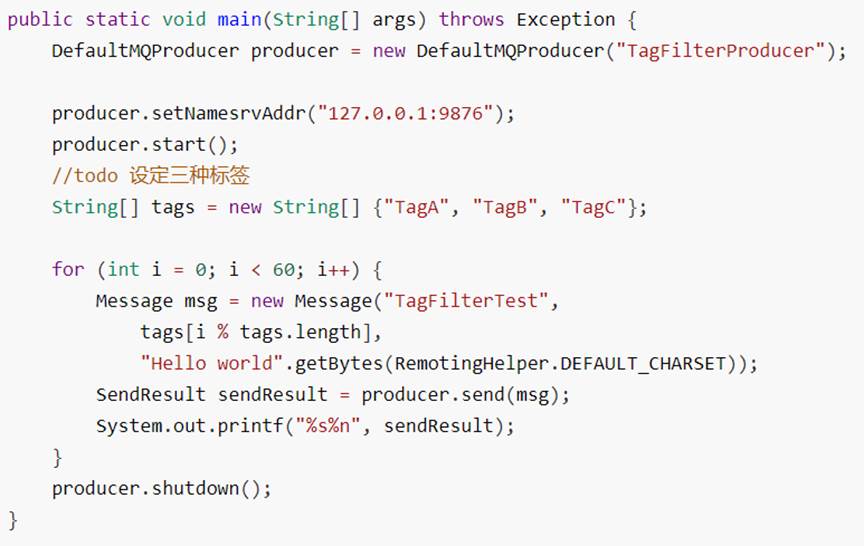 public static void main(String[] args) throws Exception {
    DefaultMQProducer producer = new DefaultMQProducer("TagFilterProducer");
    producer.setNamesrvAddr("127.0.0.1:9876");
    producer.start();
    //todo 设定三种标签
    String[] tags = new String[] {"TagA", "TagB", "TagC"};
    for (int i = 0; i < 60; i++) {
        Message msg = new Message("TagFilterTest",
            tags[i % tags.length],
            "Hello world".getBytes(RemotingHelper.DEFAULT_CHARSET));
        SendResult sendResult = producer.send(msg);
        System.out.printf("%s%n", sendResult);
    }
    producer.shutdown();
}